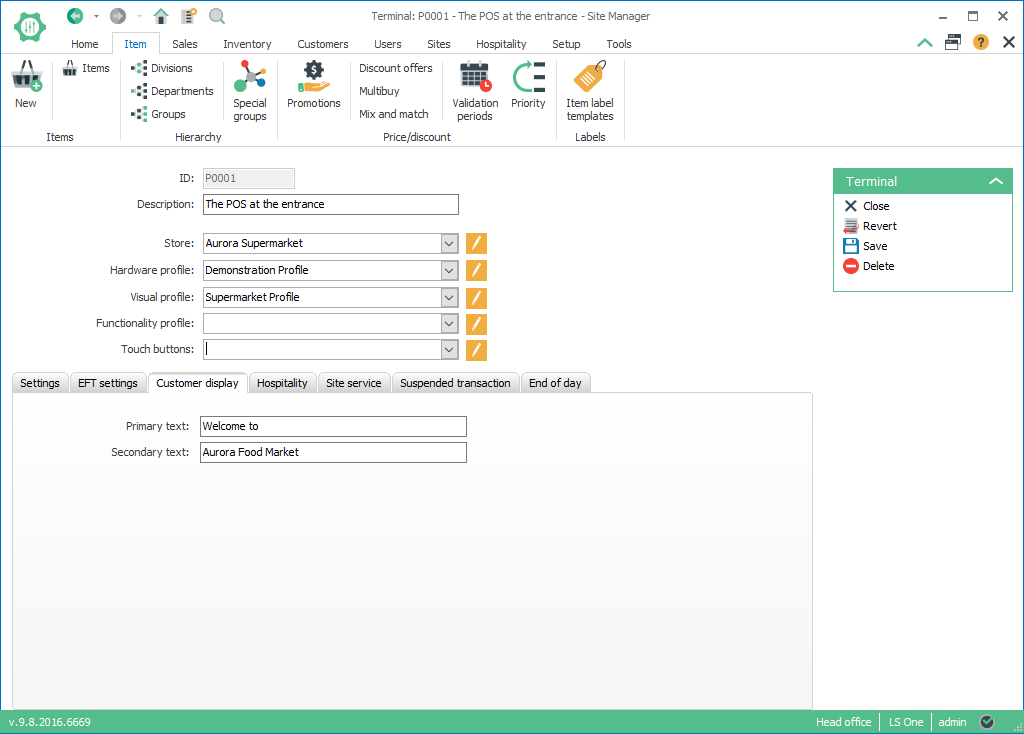 Terminal: P0001 - The POS at the entrance - Site Manager
Home Item Sales Inventory Customers Users Sites Hospitality Setup Tools
New
Items
Items
Divisions
Departments
Groups
Special
groups
Hierarchy
Promotions
Discount offers
Multibuy
Mix and match
Validation
periods
Priority
Price/discount
Item label
templates
Labels
ID: P0001
Description: The POS at the entrance
Store: Aurora Supermarket
Hardware profile: Demonstration Profile
Visual profile: Supermarket Profile
Functionality profile:
Touch buttons:
Terminal
Close
Revert
Save
Delete
Settings EFT settings Customer display Hospitality Site service Suspended transaction End of day
Primary text: Welcome to
Secondary text: Aurora Food Market
v.9.8.2016.6669 Head office LS One admin